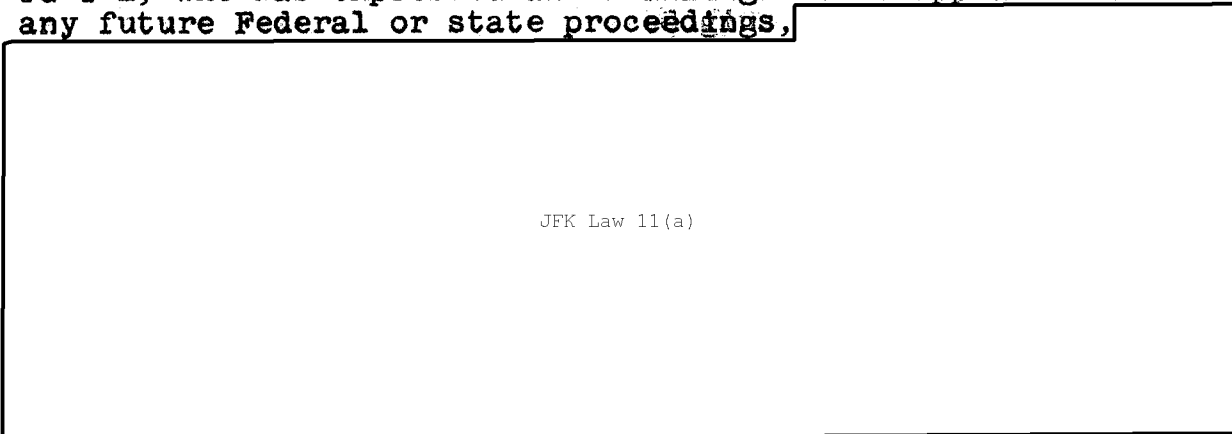 any future Federal or state proceedings,
JFK Law 11(a)